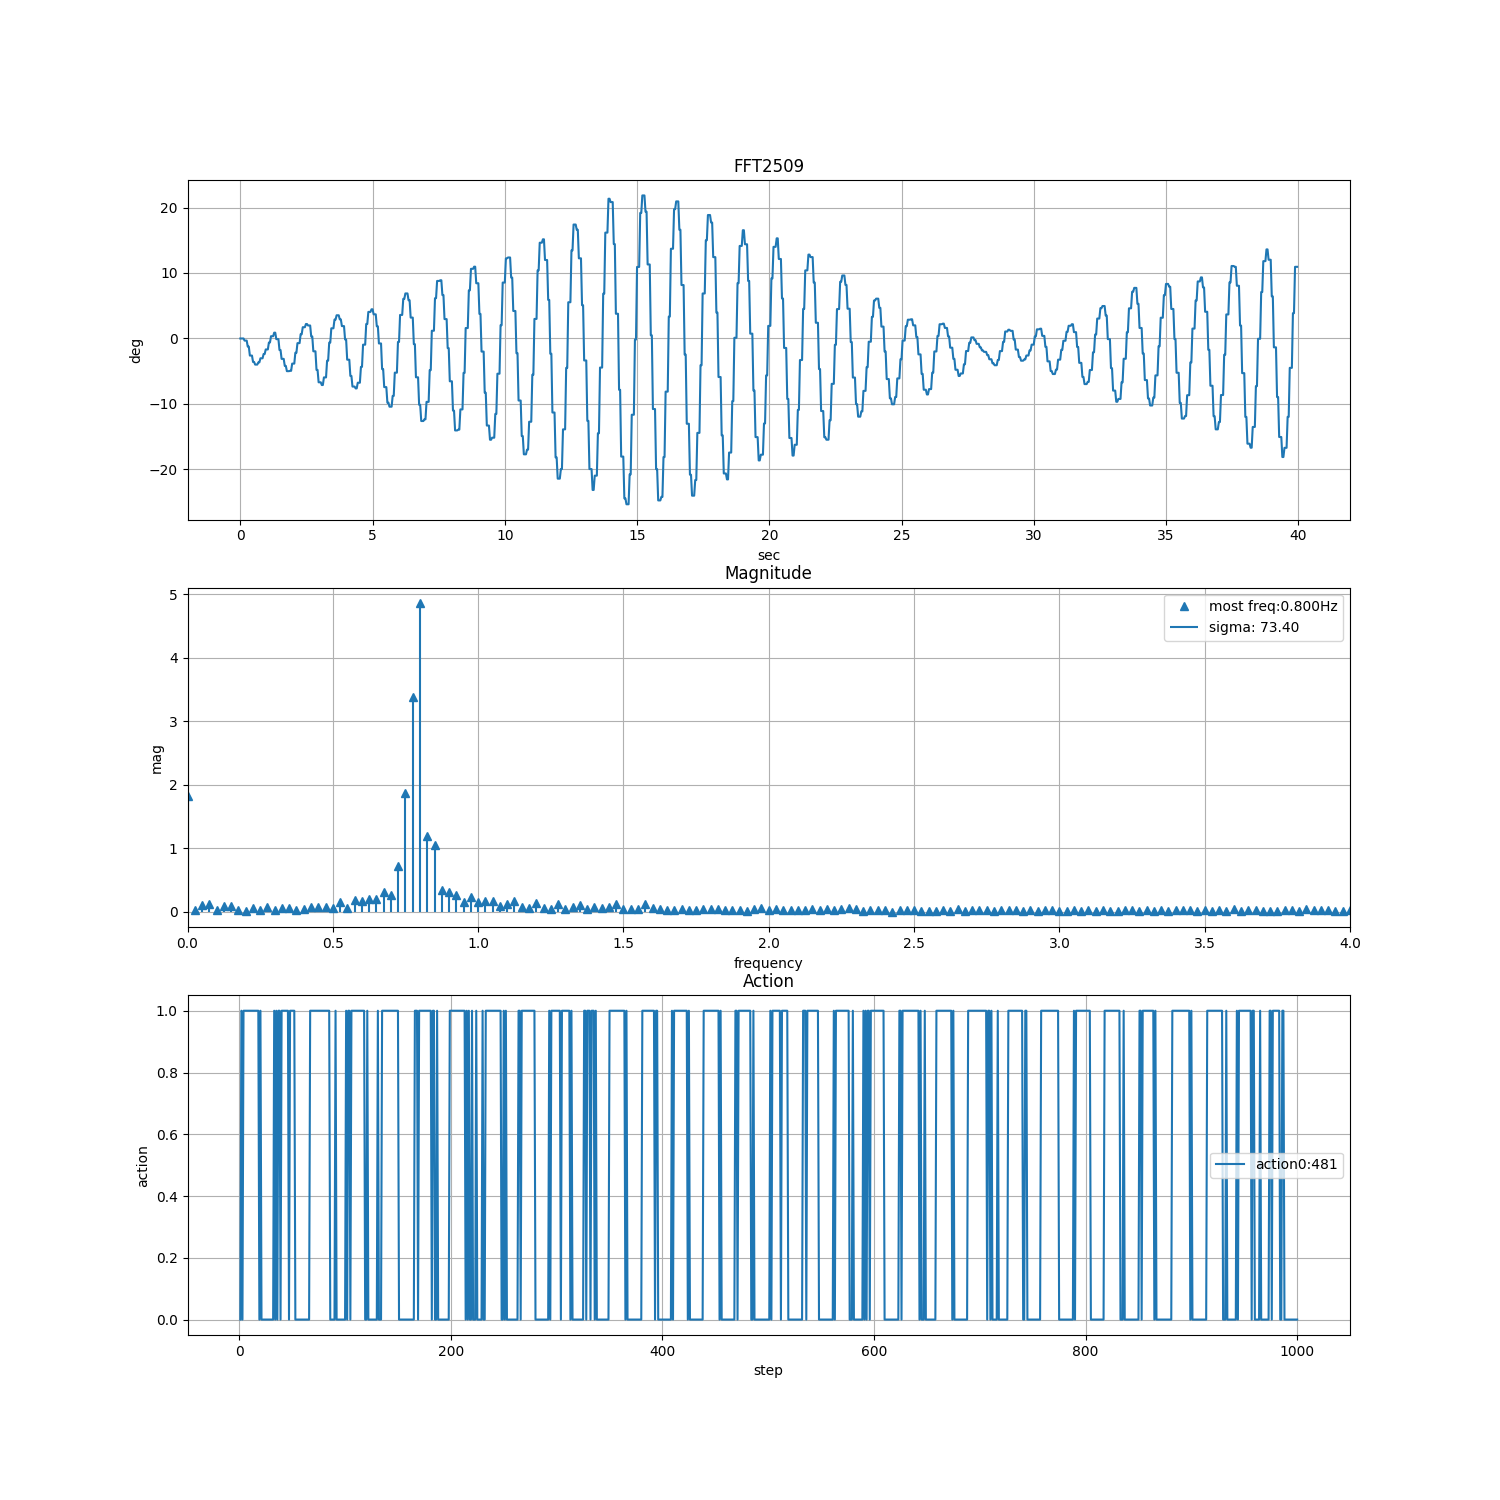 FFT2509
20
10
0
−10
−20
deg
0 5 10 15 20 25 30 35 40
sec
Magnitude
5
4
3
2
1
0
mag
most freq:0.800Hz
sigma: 73.40
0.0 0.5 1.0 1.5 2.0 2.5 3.0 3.5 4.0
frequency
Action
1.0
0.8
0.6
0.4
0.2
0.0
action
action0:481
0 200 400 600 800 1000
step